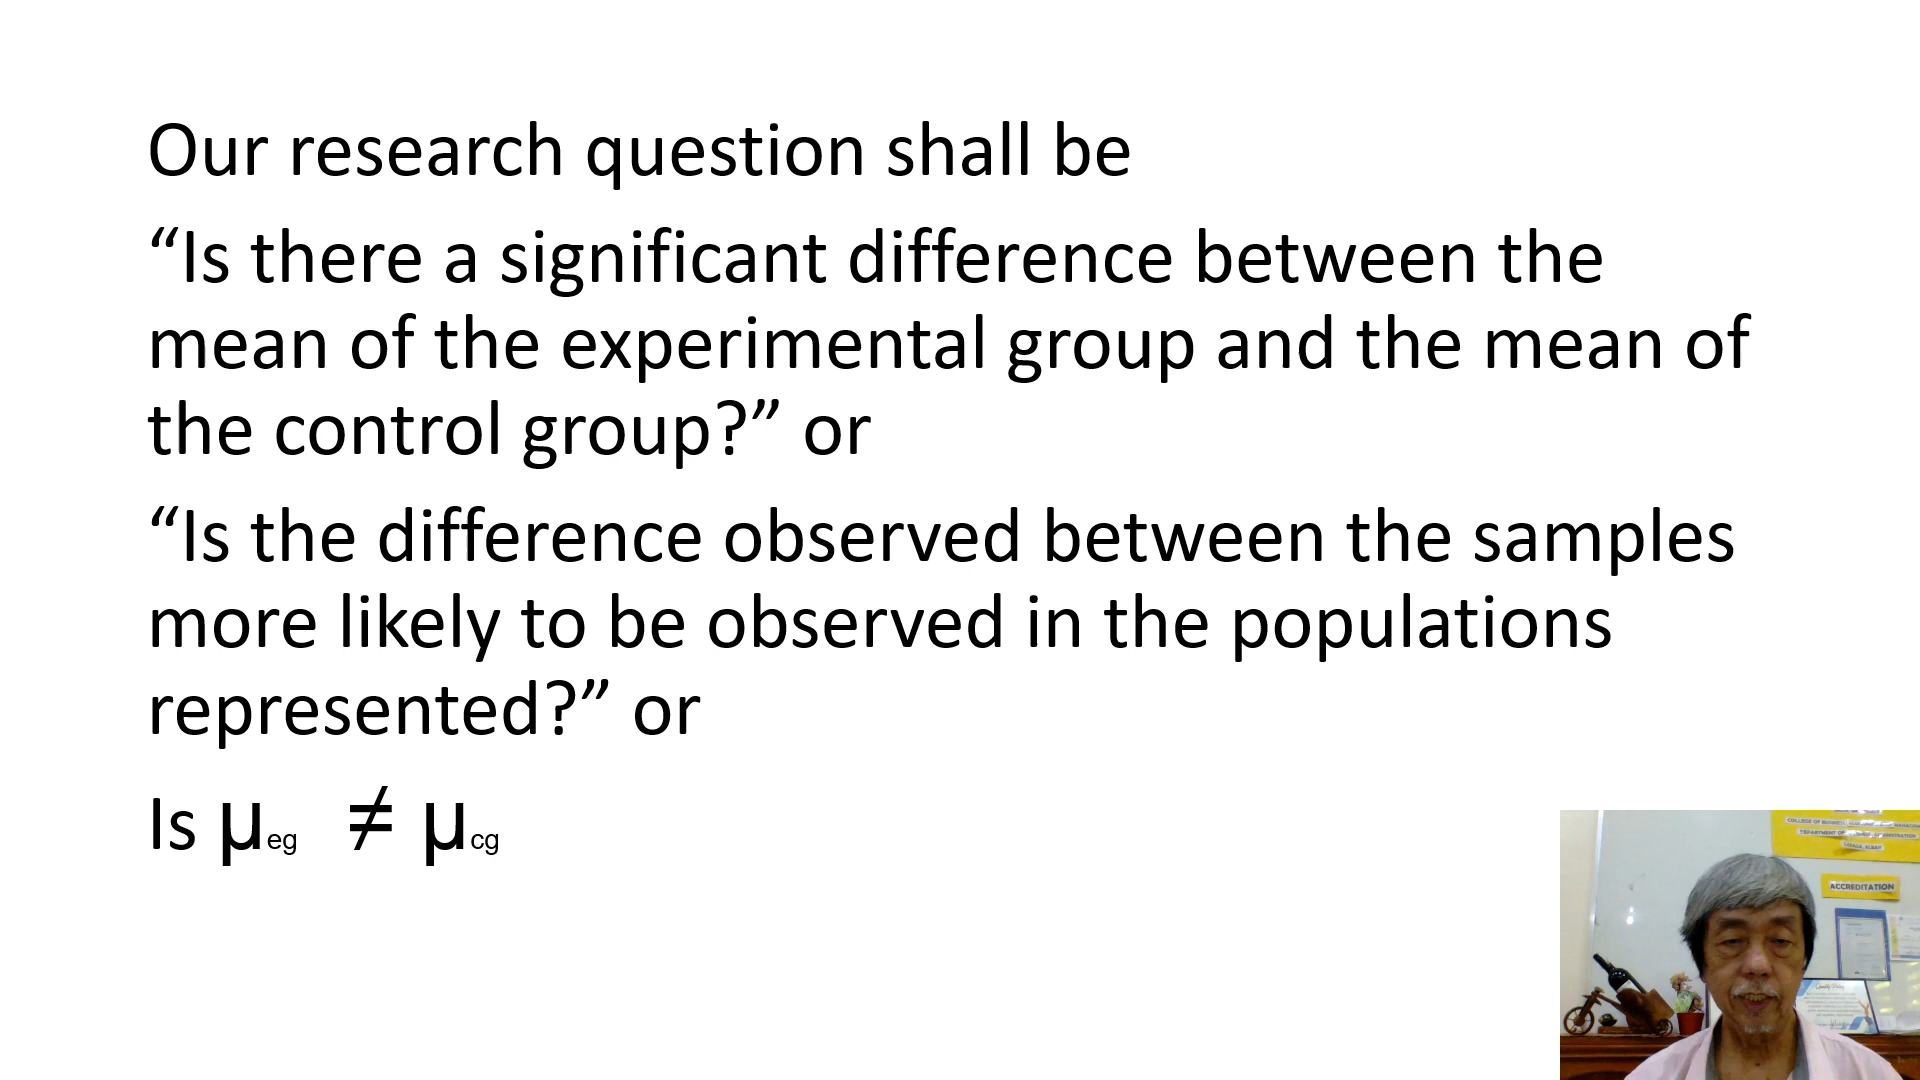 Our research question shall be
“Is there a significant difference between the
mean of the experimental group and the mean of
the control group?” or
“Is the difference observed between the samples
more likely to be observed in the populations
represented?” or
Is μeg ≠ μcg
ACCREDITATION